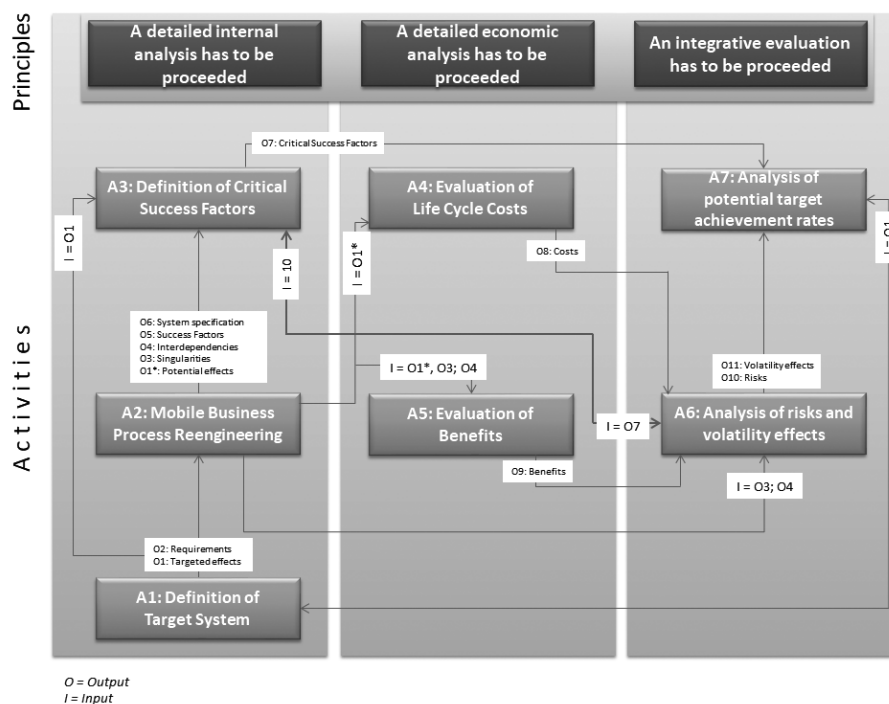 Principles
A detailed internal
analysis has to be
proceeded
A detailed economic
analysis has to be
proceeded
An integrative evaluation
has to be proceeded
Activities
O7: Critical Success Factors
A3: Definition of Critical
Success Factors
A4: Evaluation of
Life Cycle Costs
A7: Analysis of
potential target
achievement rates
I = O1
I = 10
I = O1*
O8: Costs
I = O1
O6: System specification
O5: Success Factors
O4: Interdependencies
O3: Singularities
O1*: Potential effects
I = O1*, O3; O4
O11: Volatility effects
O10: Risks
A2: Mobile Business
Process Reengineering
A5: Evaluation of
Benefits
I = O7
A6: Analysis of risks and
volatility effects
O9: Benefits
I = O3; O4
O2: Requirements
O1: Targeted effects
A1: Definition of
Target System
O = Output
I = Input